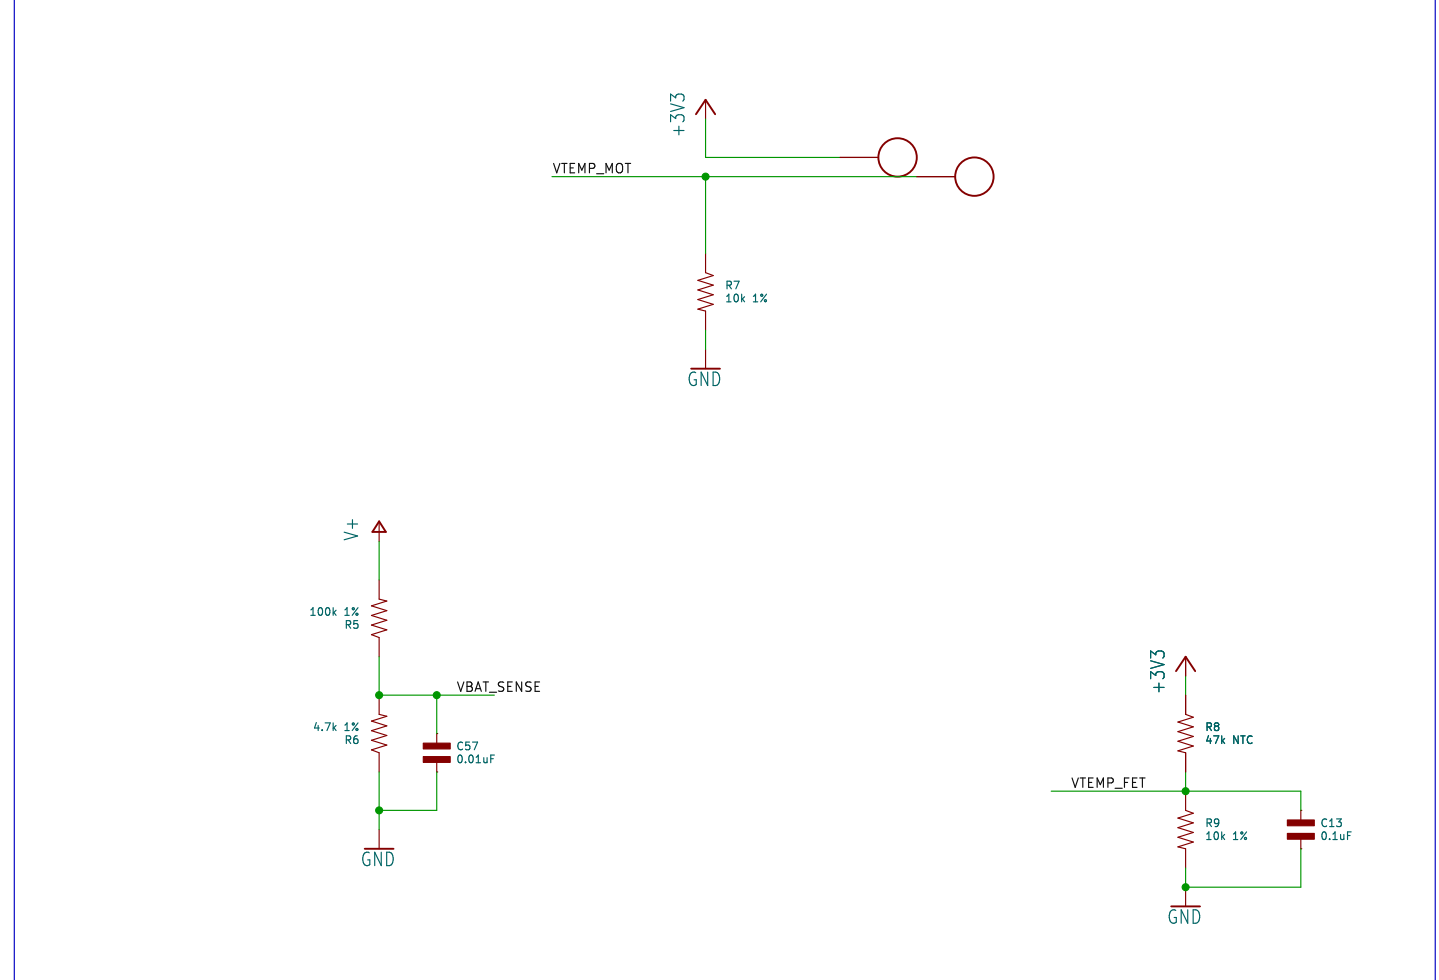 +3V3
VTEMP_MOT
R7
10k 1%
GND
V+
100k 1%
R5
VBAT_SENSE
4.7k 1%
R6
C57
0.01uF
GND
+3V3
R8
47k NTC
VTEMP_FET
R9
10k 1%
C13
0.1uF
GND